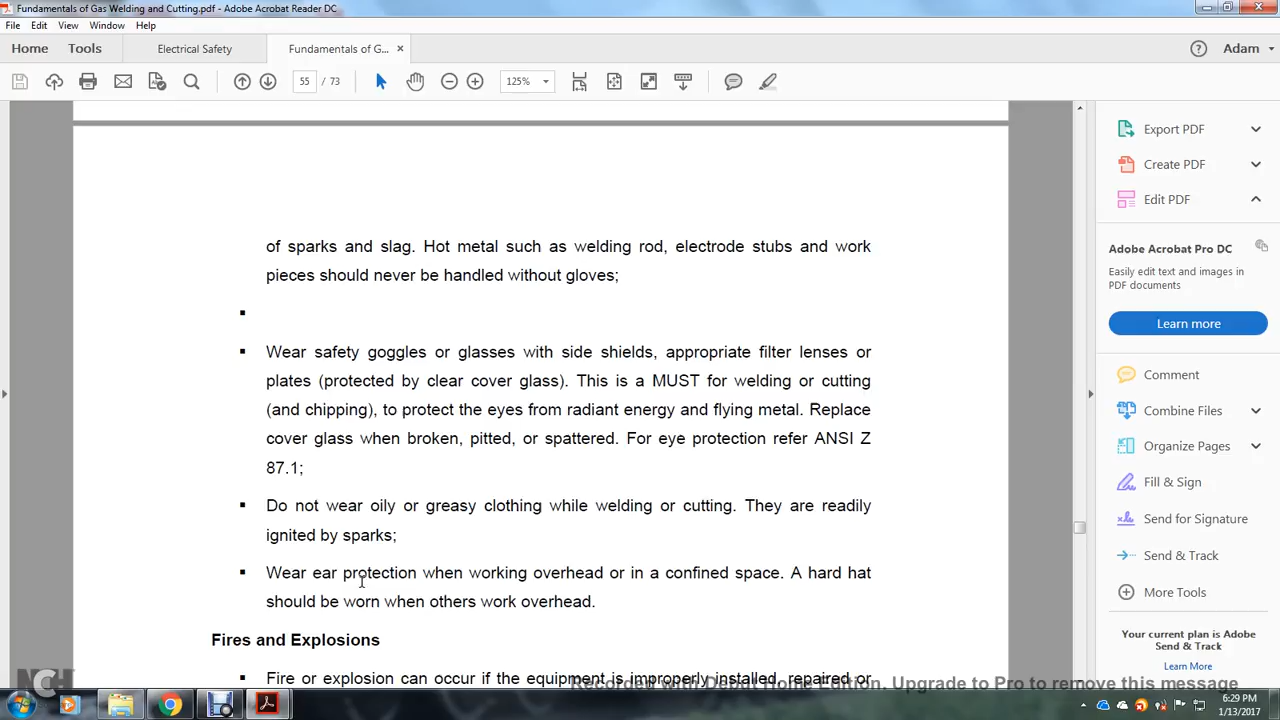 Fundamentals of Gas Welding and Cutting.pdf - Adobe Acrobat Reader DC
File Edit View Window Help
Home Tools Electrical Safety Fundamentals of G... × ? Adam
55 / 73 125%
of sparks and slag. Hot metal such as welding rod, electrode stubs and work
pieces should never be handled without gloves;
▪
▪ Wear safety goggles or glasses with side shields, appropriate filter lenses or
plates (protected by clear cover glass). This is a MUST for welding or cutting
(and chipping), to protect the eyes from radiant energy and flying metal. Replace
cover glass when broken, pitted, or spattered. For eye protection refer ANSI Z
87.1;
▪ Do not wear oily or greasy clothing while welding or cutting. They are readily
ignited by sparks;
▪ Wear ear protection when working overhead or in a confined space. A hard hat
should be worn when others work overhead.
Fires and Explosions
▪ Fire or explosion can occur if the equipment is improperly installed, repaired or
Export PDF
Create PDF
Edit PDF
Adobe Acrobat Pro DC
Easily edit text and images in
PDF documents
Learn more
Comment
Combine Files
Organize Pages
Fill & Sign
Send for Signature
Send & Track
More Tools
Your current plan is Adobe
Send & Track
Learn More
NCH
Recorded with Debut Home Edition. Upgrade to Pro to remove this message
6:29 PM
1/13/2017